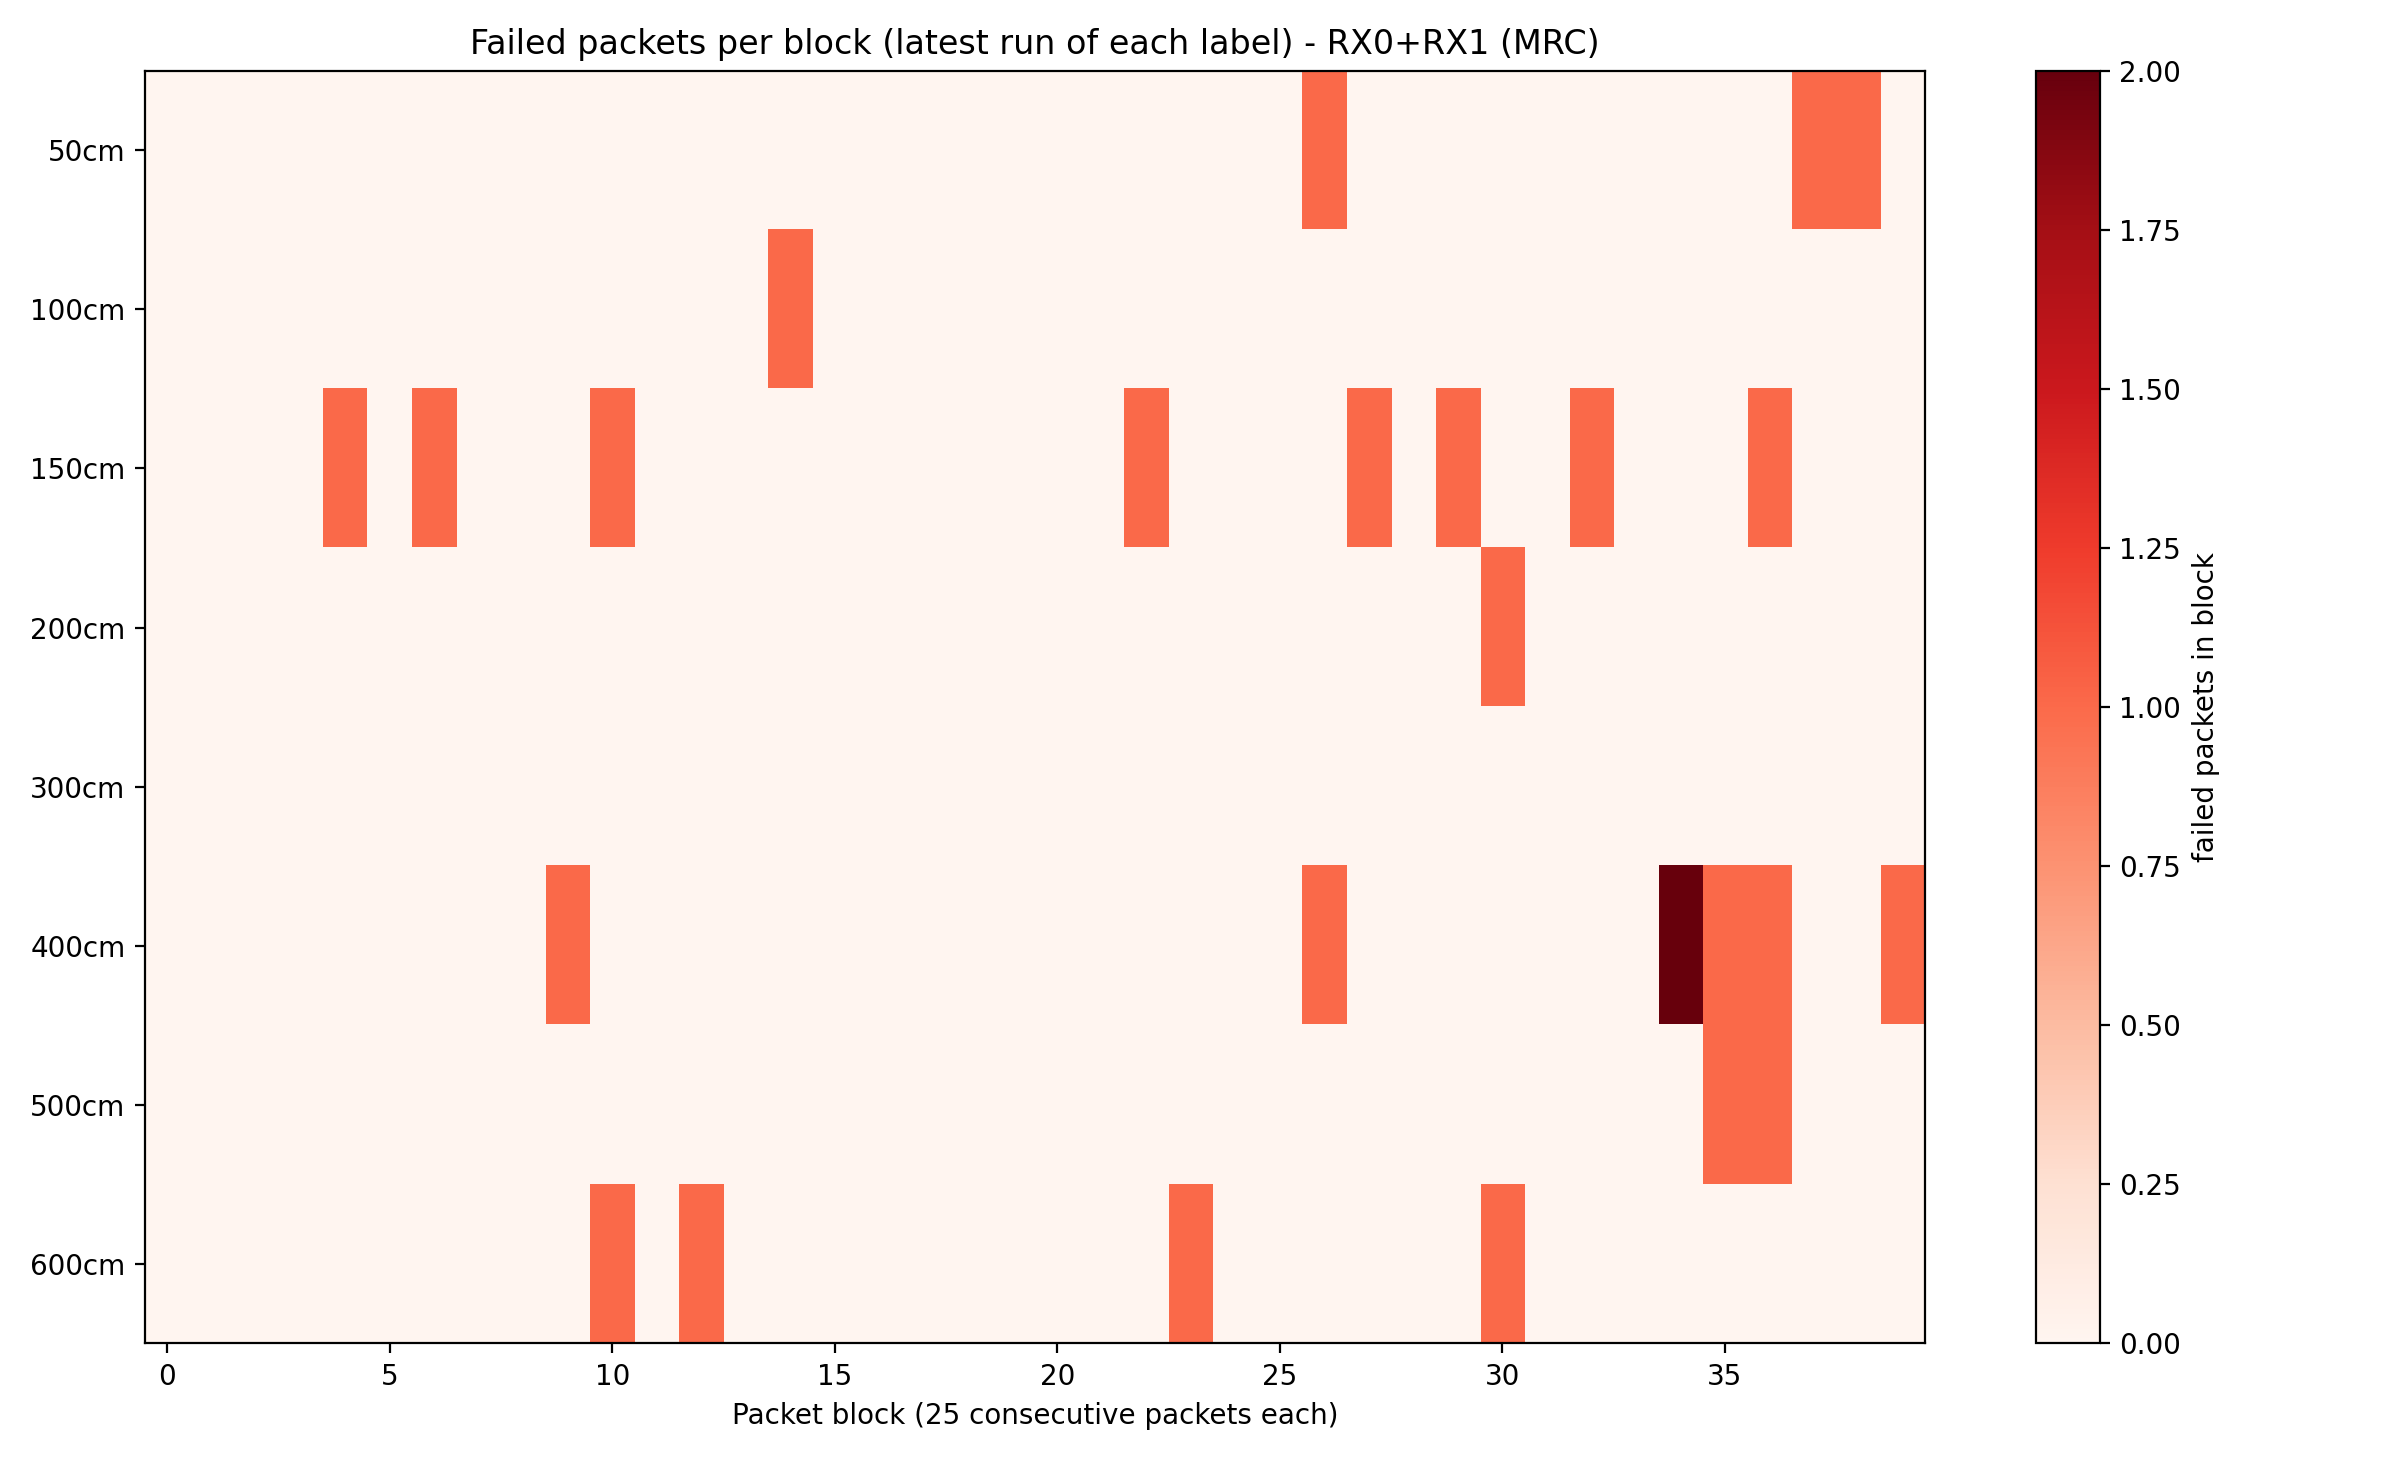 Failed packets per block (latest run of each label) - RX0+RX1 (MRC)
50cm
100cm
150cm
200cm
300cm
400cm
500cm
600cm
0 5 10 15 20 25 30 35
Packet block (25 consecutive packets each)
2.00
1.75
1.50
1.25
1.00
0.75
0.50
0.25
0.00
failed packets in block